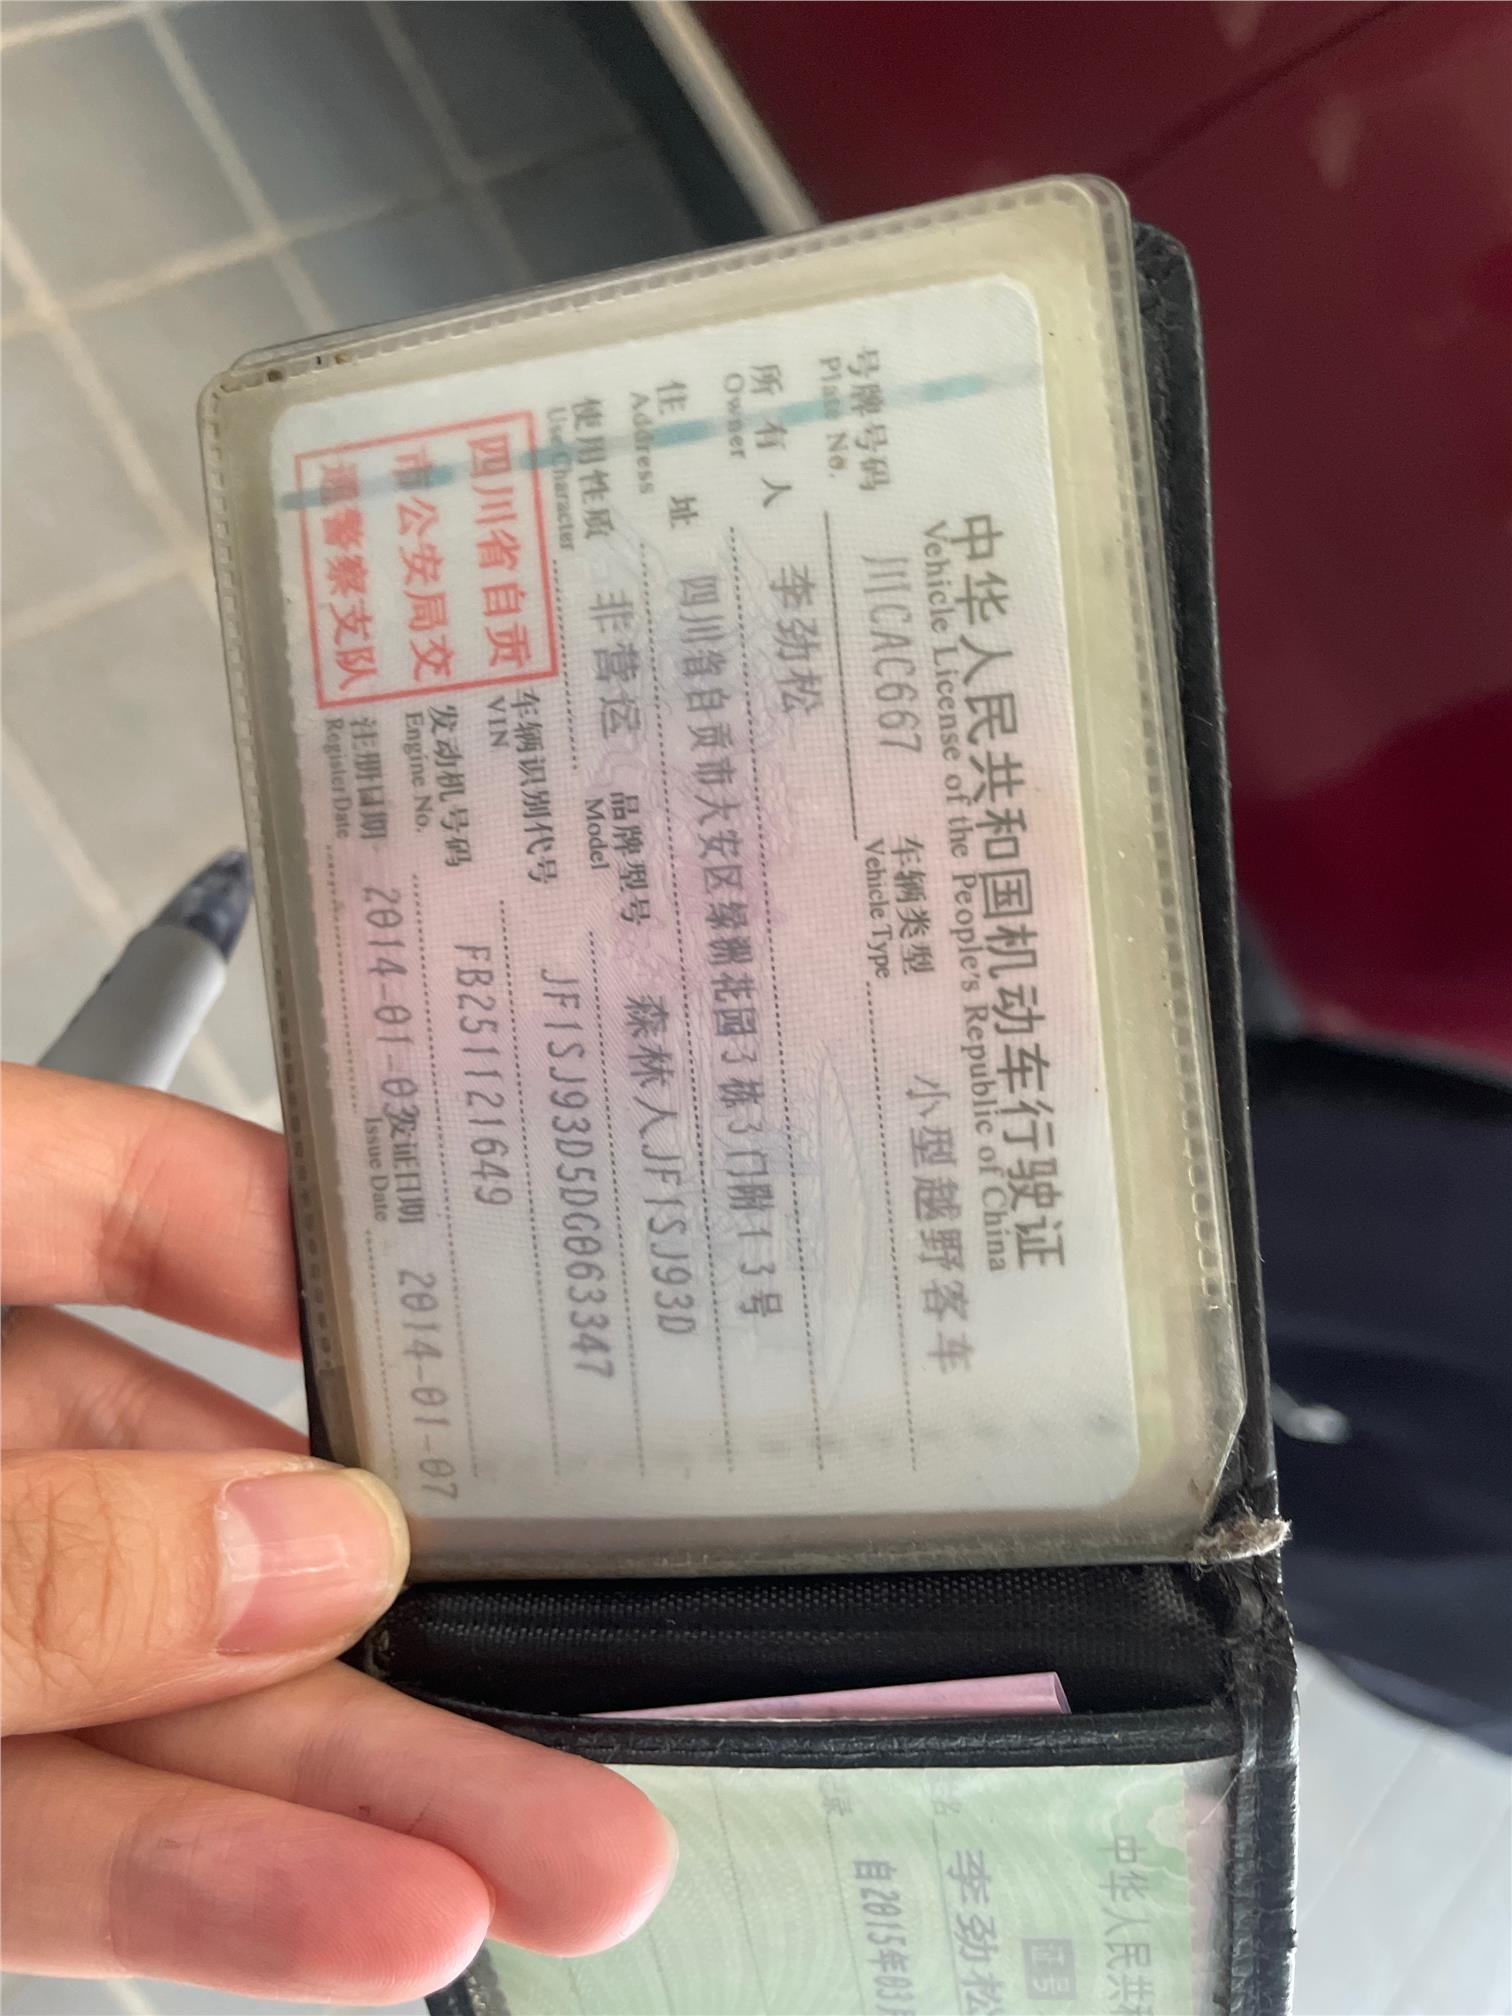 中华人民共和国机动车行驶证
Vehicle License of the People's Republic of China
号牌号码 川CAC667 车辆类型 小型越野客车
Plate No. Vehicle Type
所有人 李劲松
Owner
住址 四川省自贡市大安区绿洲花园3栋3门附13号
Address
使用性质 非营运 品牌型号 森林人JF1SJ93D
Use Character Model
四川省自贡
市公安局交
通警察支队
车辆识别代号 JF1SJ93D5DG063347
VIN
发动机号码 FB251121649
Engine No.
注册日期 2014-01-03 发证日期 2014-01-07
Register Date Issue Date
中华人民共
证号
名 李劲松
记录 自2015年03月